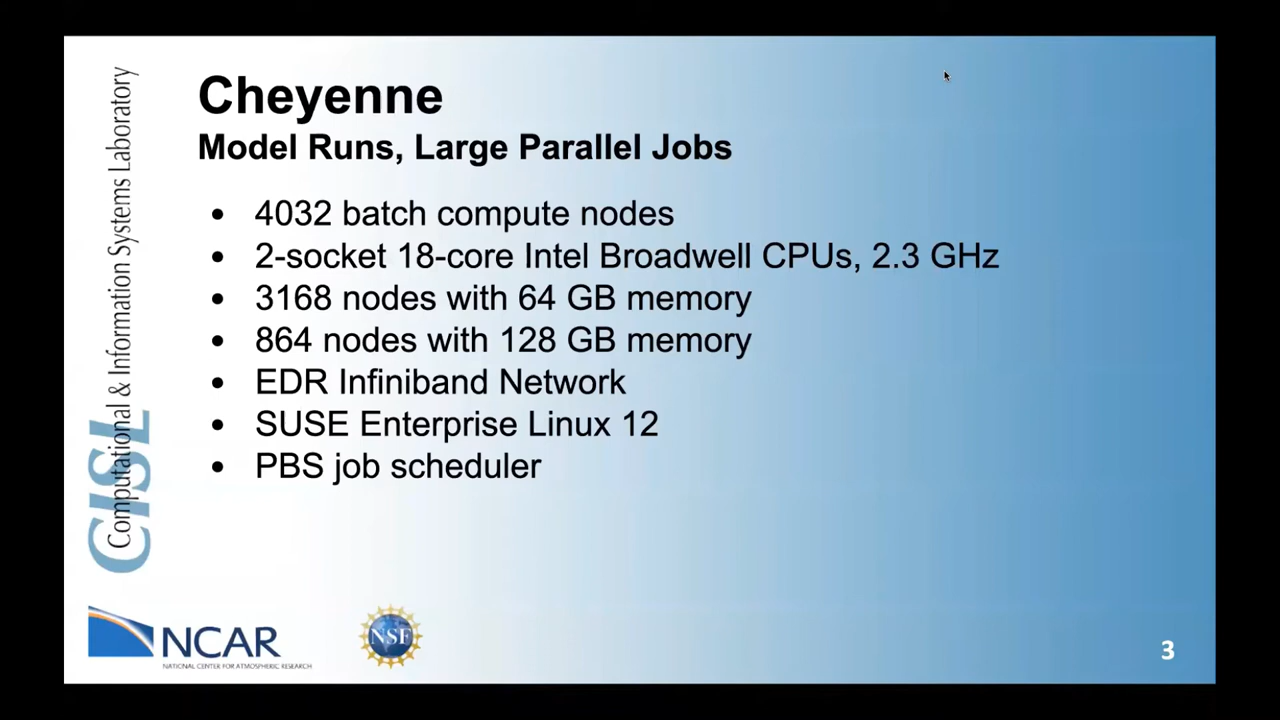 Cheyenne
Model Runs, Large Parallel Jobs
• 4032 batch compute nodes
• 2-socket 18-core Intel Broadwell CPUs, 2.3 GHz
• 3168 nodes with 64 GB memory
• 864 nodes with 128 GB memory
• EDR Infiniband Network
• SUSE Enterprise Linux 12
• PBS job scheduler
Computational & Information Systems Laboratory
CISL
NCAR
NATIONAL CENTER FOR ATMOSPHERIC RESEARCH
NSF
3